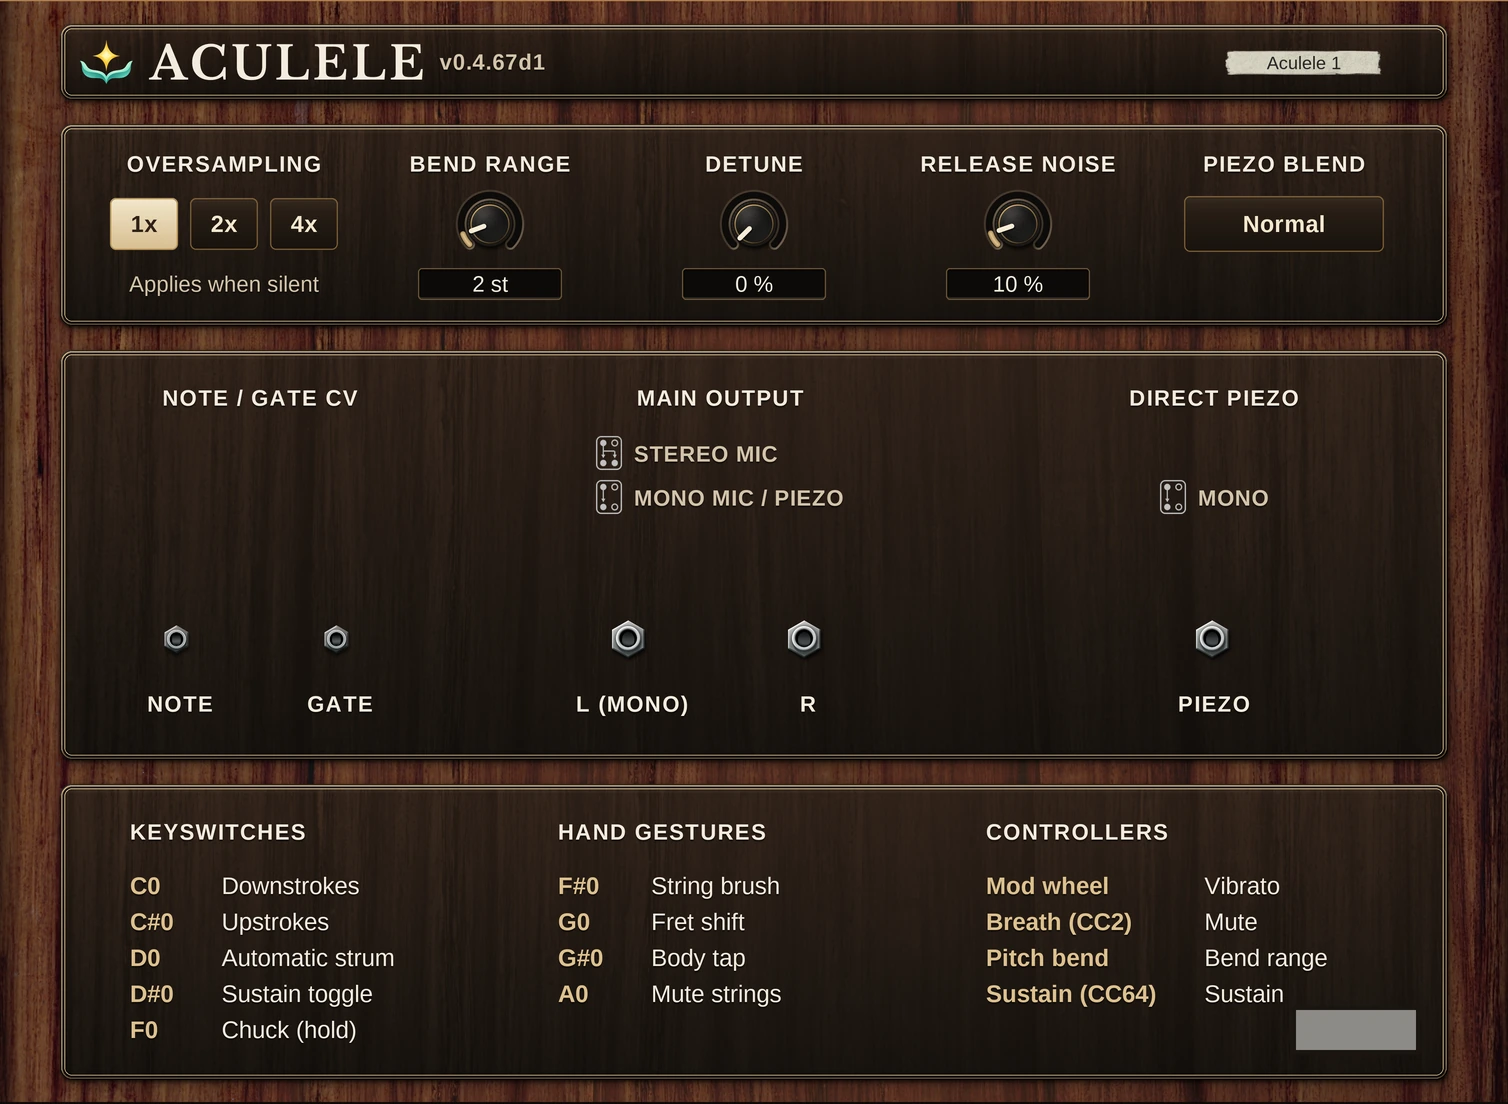 ACULELE v0.4.67d1
Aculele 1
OVERSAMPLING
1x 2x 4x
Applies when silent
BEND RANGE
2 st
DETUNE
0 %
RELEASE NOISE
10 %
PIEZO BLEND
Normal
NOTE / GATE CV
NOTE
GATE
MAIN OUTPUT
STEREO MIC
MONO MIC / PIEZO
L (MONO)
R
DIRECT PIEZO
MONO
PIEZO
KEYSWITCHES
C0 Downstrokes
C#0 Upstrokes
D0 Automatic strum
D#0 Sustain toggle
F0 Chuck (hold)
HAND GESTURES
F#0 String brush
G0 Fret shift
G#0 Body tap
A0 Mute strings
CONTROLLERS
Mod wheel Vibrato
Breath (CC2) Mute
Pitch bend Bend range
Sustain (CC64) Sustain